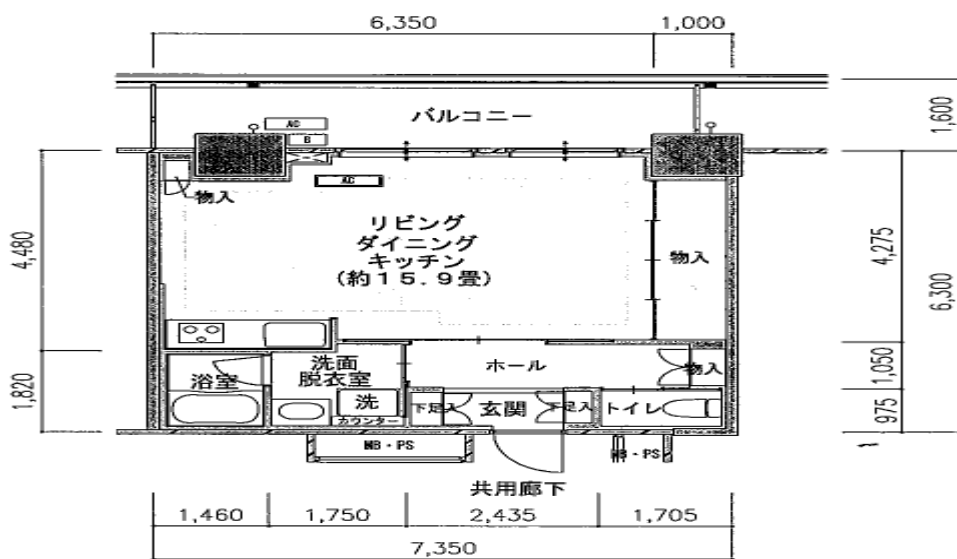 6,350
1,000
バルコニー
1,600
AC
B
AC
物入
リビング
ダイニング
キッチン
(約15.9畳)
物入
4,480
4,275
6,300
ホール
物入
1,050
浴室
洗面
脱衣室
洗
カウンター
下足入
玄関
下足入
トイレ
1,820
975
MB・PS
MB・PS
共用廊下
1,460
1,750
2,435
1,705
7,350